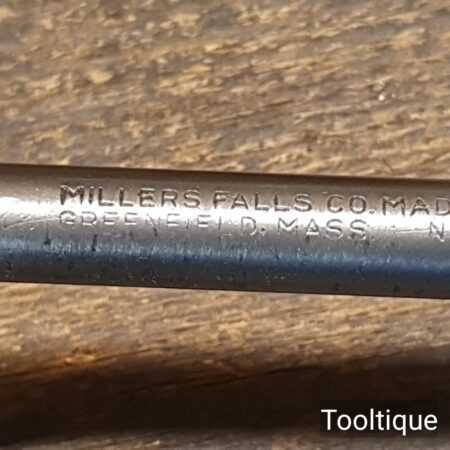 MILLERS FALLS CO. MAD
GREENFIELD. MASS. N
Tooltique